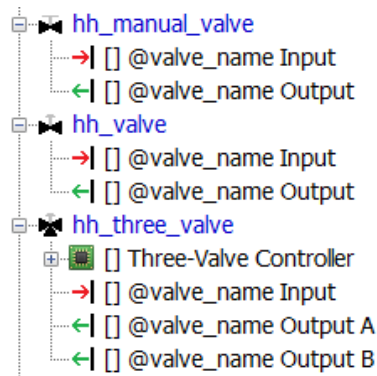 hh_manual_valve
[] @valve_name Input
[] @valve_name Output
hh_valve
[] @valve_name Input
[] @valve_name Output
hh_three_valve
[] Three-Valve Controller
[] @valve_name Input
[] @valve_name Output A
[] @valve_name Output B